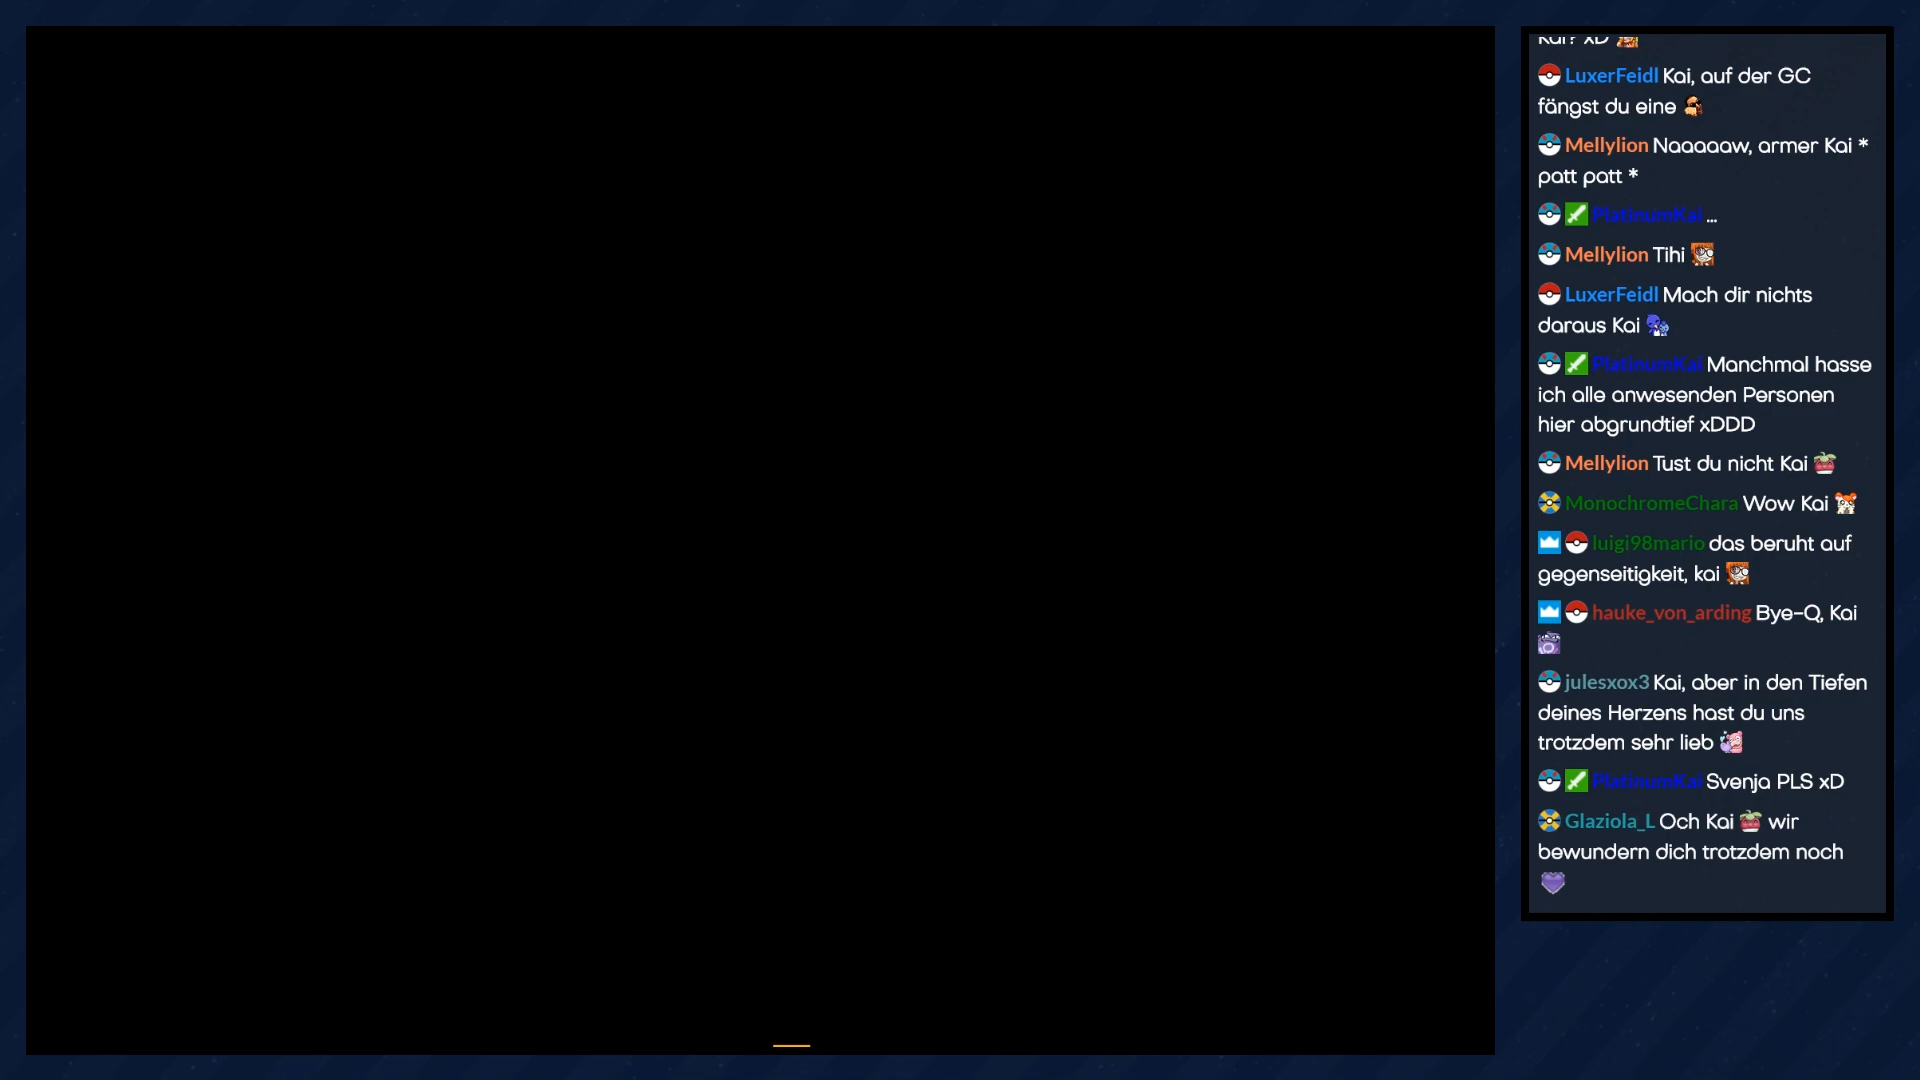 Kai? xD
LuxerFeidl Kai, auf der GC
fängst du eine
Mellylion Naaaaaw, armer Kai *
patt patt *
PlatinumKai ...
Mellylion Tihi
LuxerFeidl Mach dir nichts
daraus Kai
PlatinumKai Manchmal hasse
ich alle anwesenden Personen
hier abgrundtief xDDD
Mellylion Tust du nicht Kai
MonochromeChara Wow Kai
luigi98mario das beruht auf
gegenseitigkeit, kai
hauke_von_arding Bye-Q, Kai
julesxox3 Kai, aber in den Tiefen
deines Herzens hast du uns
trotzdem sehr lieb
PlatinumKai Svenja PLS xD
Glaziola_L Och Kai wir
bewundern dich trotzdem noch